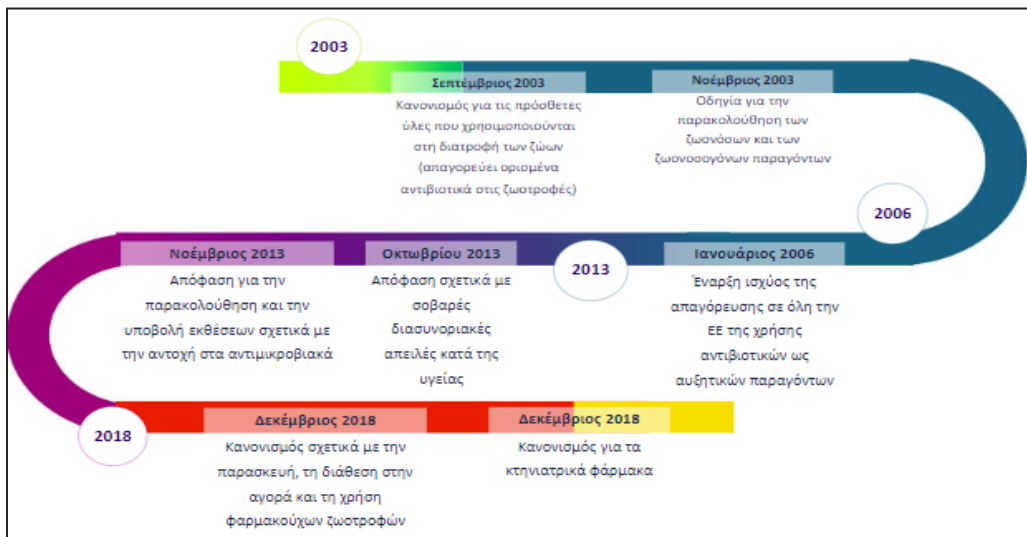 2003
Σεπτέμβριος 2003
Κανονισμός για τις πρόσθετες
ύλες που χρησιμοποιούνται
στη διατροφή των ζώων
(απαγορεύει ορισμένα
αντιβιοτικά στις ζωοτροφές)
Νοέμβριος 2003
Οδηγία για την
παρακολούθηση των
ζωονόσων και των
ζωονοσογόνων παραγόντων
2006
Ιανουάριος 2006
Έναρξη ισχύος της
απαγόρευσης σε όλη την
ΕΕ της χρήσης
αντιβιοτικών ως
αυξητικών παραγόντων
2013
Οκτωβρίου 2013
Απόφαση σχετικά με
σοβαρές
διασυνοριακές
απειλές κατά της
υγείας
Νοέμβριος 2013
Απόφαση για την
παρακολούθηση και την
υποβολή εκθέσεων σχετικά με
την αντοχή στα αντιμικροβιακά
2018
Δεκέμβριος 2018
Κανονισμός σχετικά με την
παρασκευή, τη διάθεση στην
αγορά και τη χρήση
φαρμακούχων ζωοτροφών
Δεκέμβριος 2018
Κανονισμός για τα
κτηνιατρικά φάρμακα